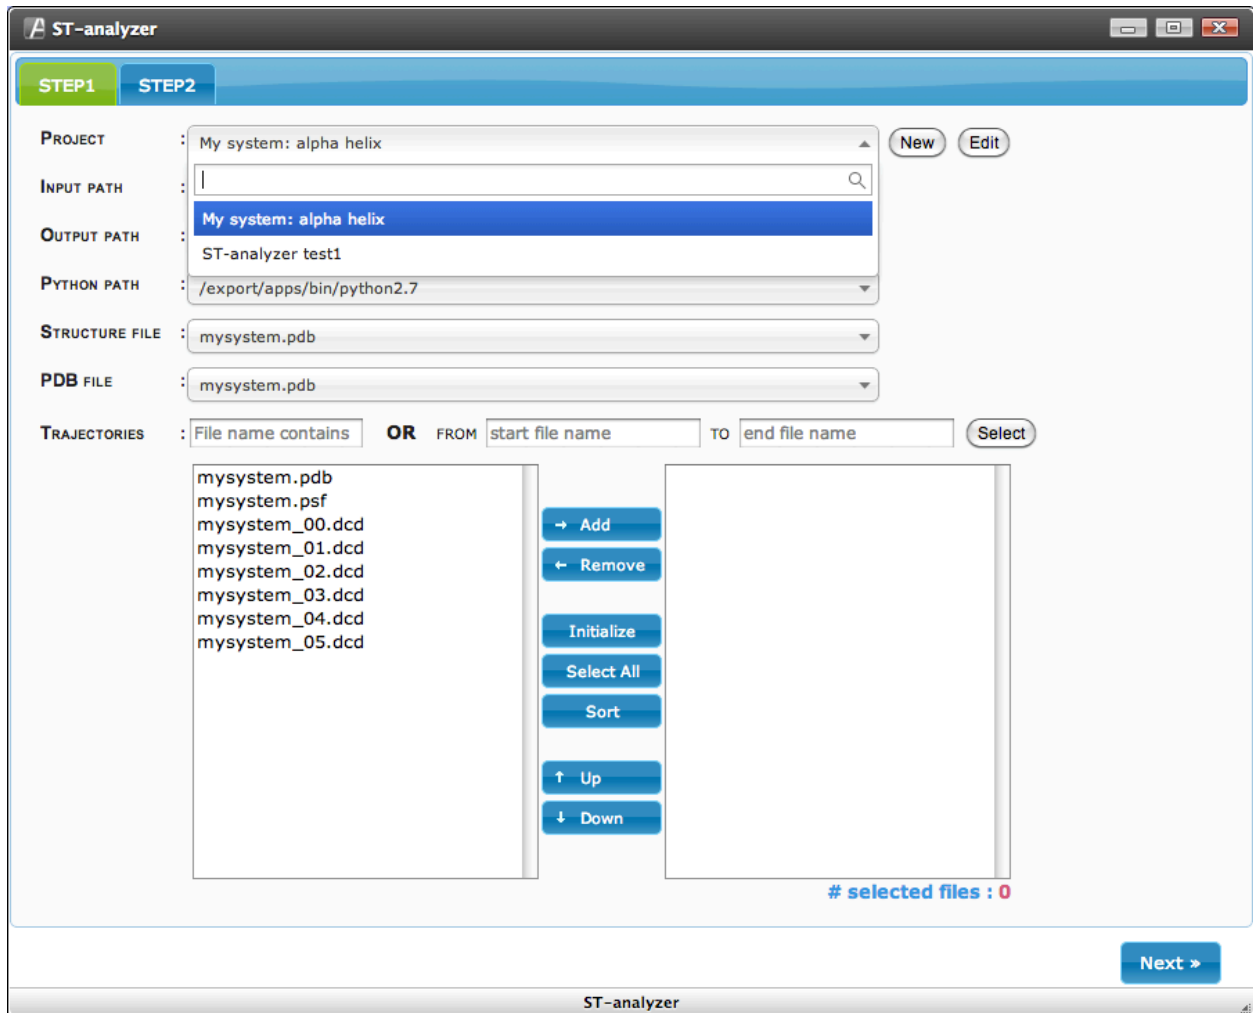 ST-analyzer
STEP1 STEP2
PROJECT : My system: alpha helix New Edit
INPUT PATH :
My system: alpha helix
OUTPUT PATH :
ST-analyzer test1
PYTHON PATH : /export/apps/bin/python2.7
STRUCTURE FILE : mysystem.pdb
PDB FILE : mysystem.pdb
TRAJECTORIES : File name contains OR FROM start file name TO end file name Select
mysystem.pdb
mysystem.psf
mysystem_00.dcd
mysystem_01.dcd
mysystem_02.dcd
mysystem_03.dcd
mysystem_04.dcd
mysystem_05.dcd
→ Add
← Remove
Initialize
Select All
Sort
↑ Up
↓ Down
# selected files : 0
Next »
ST-analyzer